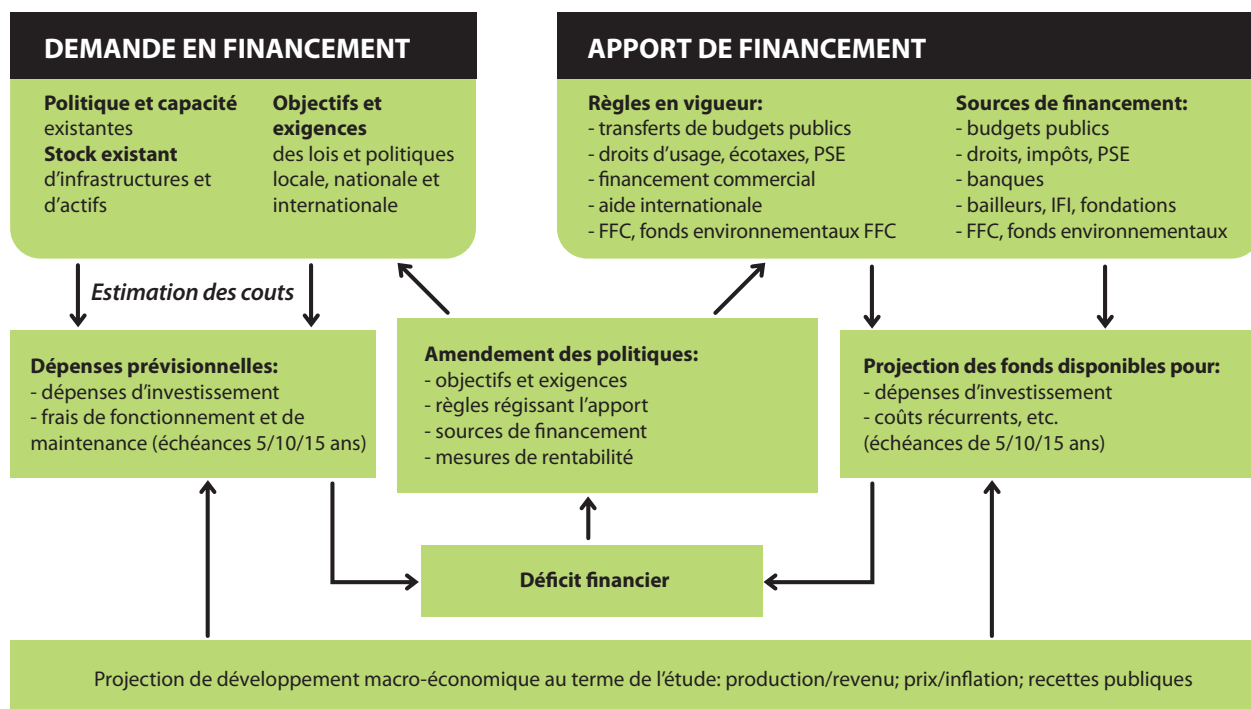 DEMANDE EN FINANCEMENT
Politique et capacité
existantes
Stock existant
d’infrastructures et
d’actifs
Objectifs et
exigences
des lois et politiques
locale, nationale et
internationale
APPORT DE FINANCEMENT
Règles en vigueur:
- transferts de budgets publics
- droits d’usage, écotaxes, PSE
- financement commercial
- aide internationale
- FFC, fonds environnementaux FFC
Sources de financement:
- budgets publics
- droits, impôts, PSE
- banques
- bailleurs, IFI, fondations
- FFC, fonds environnementaux
Estimation des couts
Dépenses prévisionnelles:
- dépenses d’investissement
- frais de fonctionnement et de
maintenance (échéances 5/10/15 ans)
Amendement des politiques:
- objectifs et exigences
- règles régissant l’apport
- sources de financement
- mesures de rentabilité
Projection des fonds disponibles pour:
- dépenses d’investissement
- coûts récurrents, etc.
(échéances de 5/10/15 ans)
Déficit financier
Projection de développement macro-économique au terme de l’étude: production/revenu; prix/inflation; recettes publiques